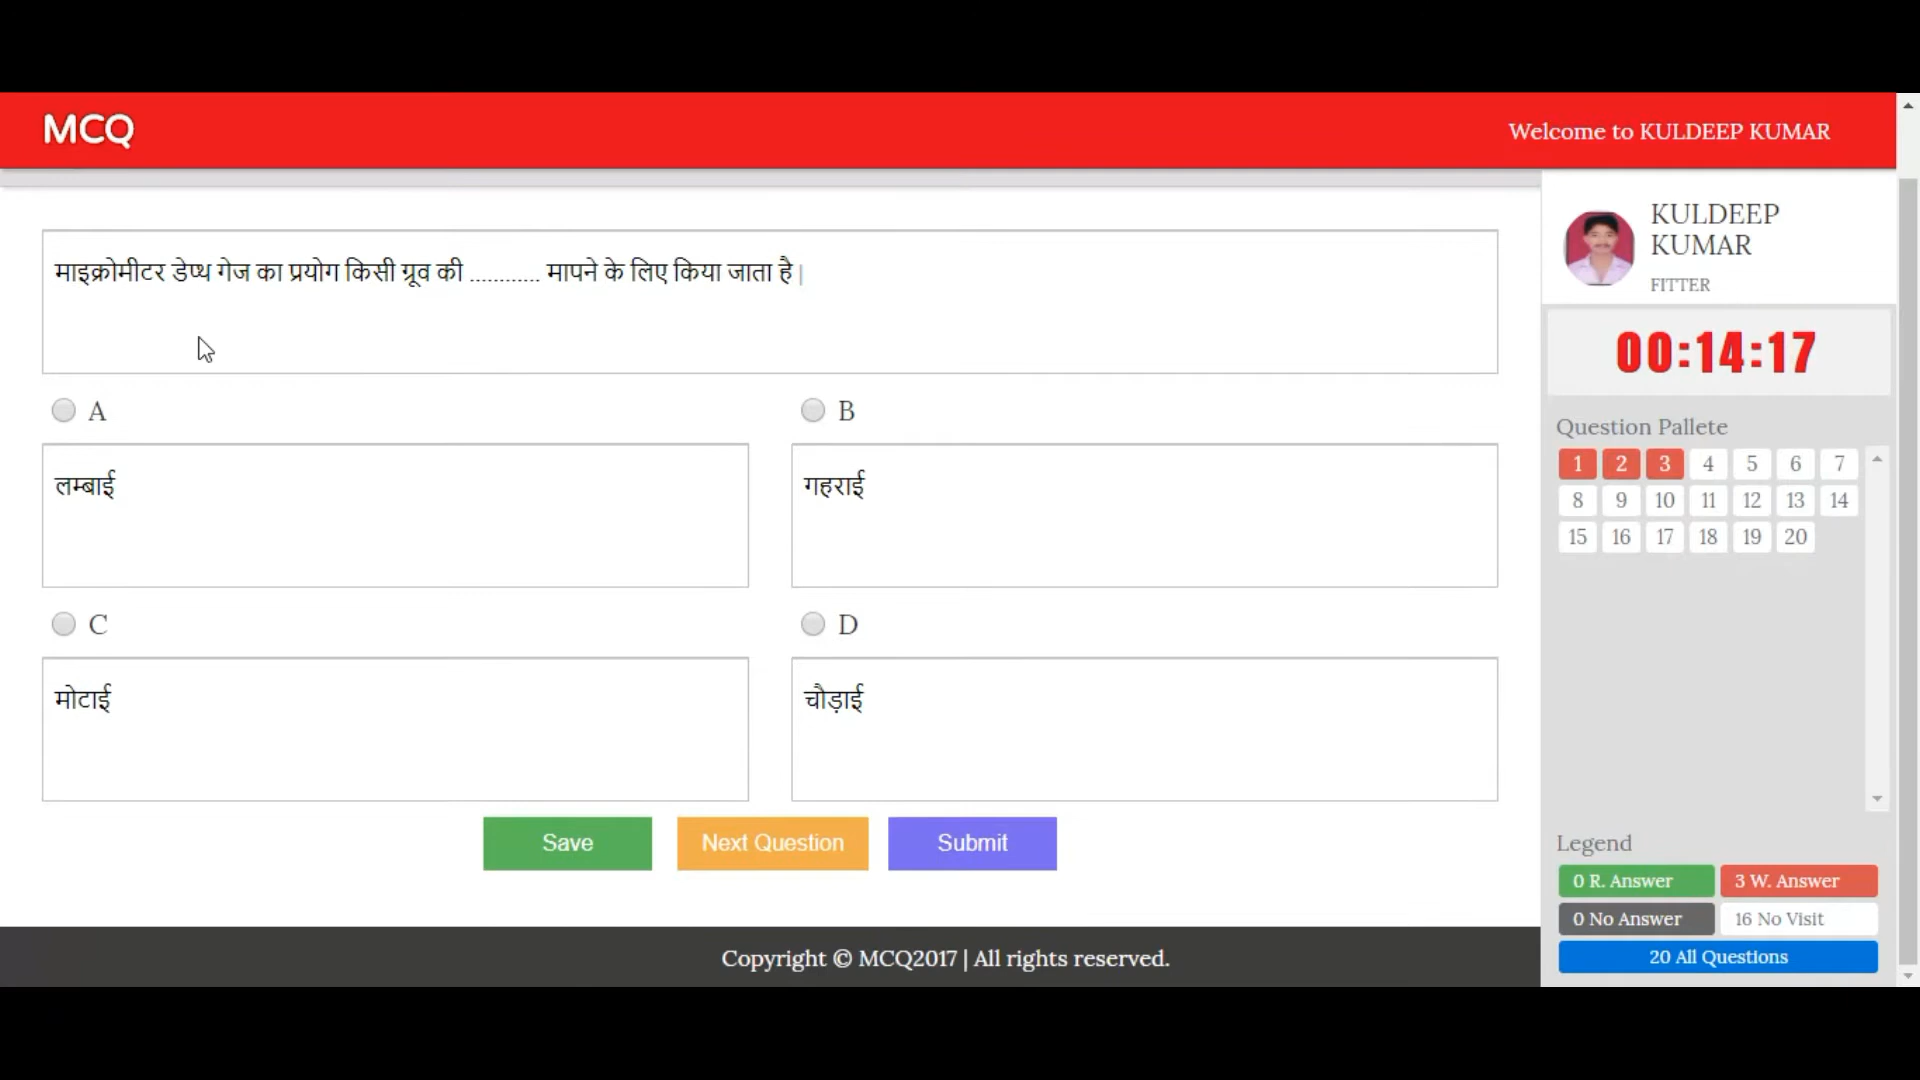 MCQ
Welcome to KULDEEP KUMAR
माइक्रोमीटर डेप्थ गेज का प्रयोग किसी ग्रूव की ............ मापने के लिए किया जाता है |
A
B
लम्बाई
गहराई
C
D
मोटाई
चौड़ाई
Save
Next Question
Submit
Copyright © MCQ2017 | All rights reserved.
KULDEEP
KUMAR
FITTER
00:14:17
Question Pallete
1 2 3 4 5 6 7
8 9 10 11 12 13 14
15 16 17 18 19 20
Legend
0 R. Answer 3 W. Answer
0 No Answer 16 No Visit
20 All Questions